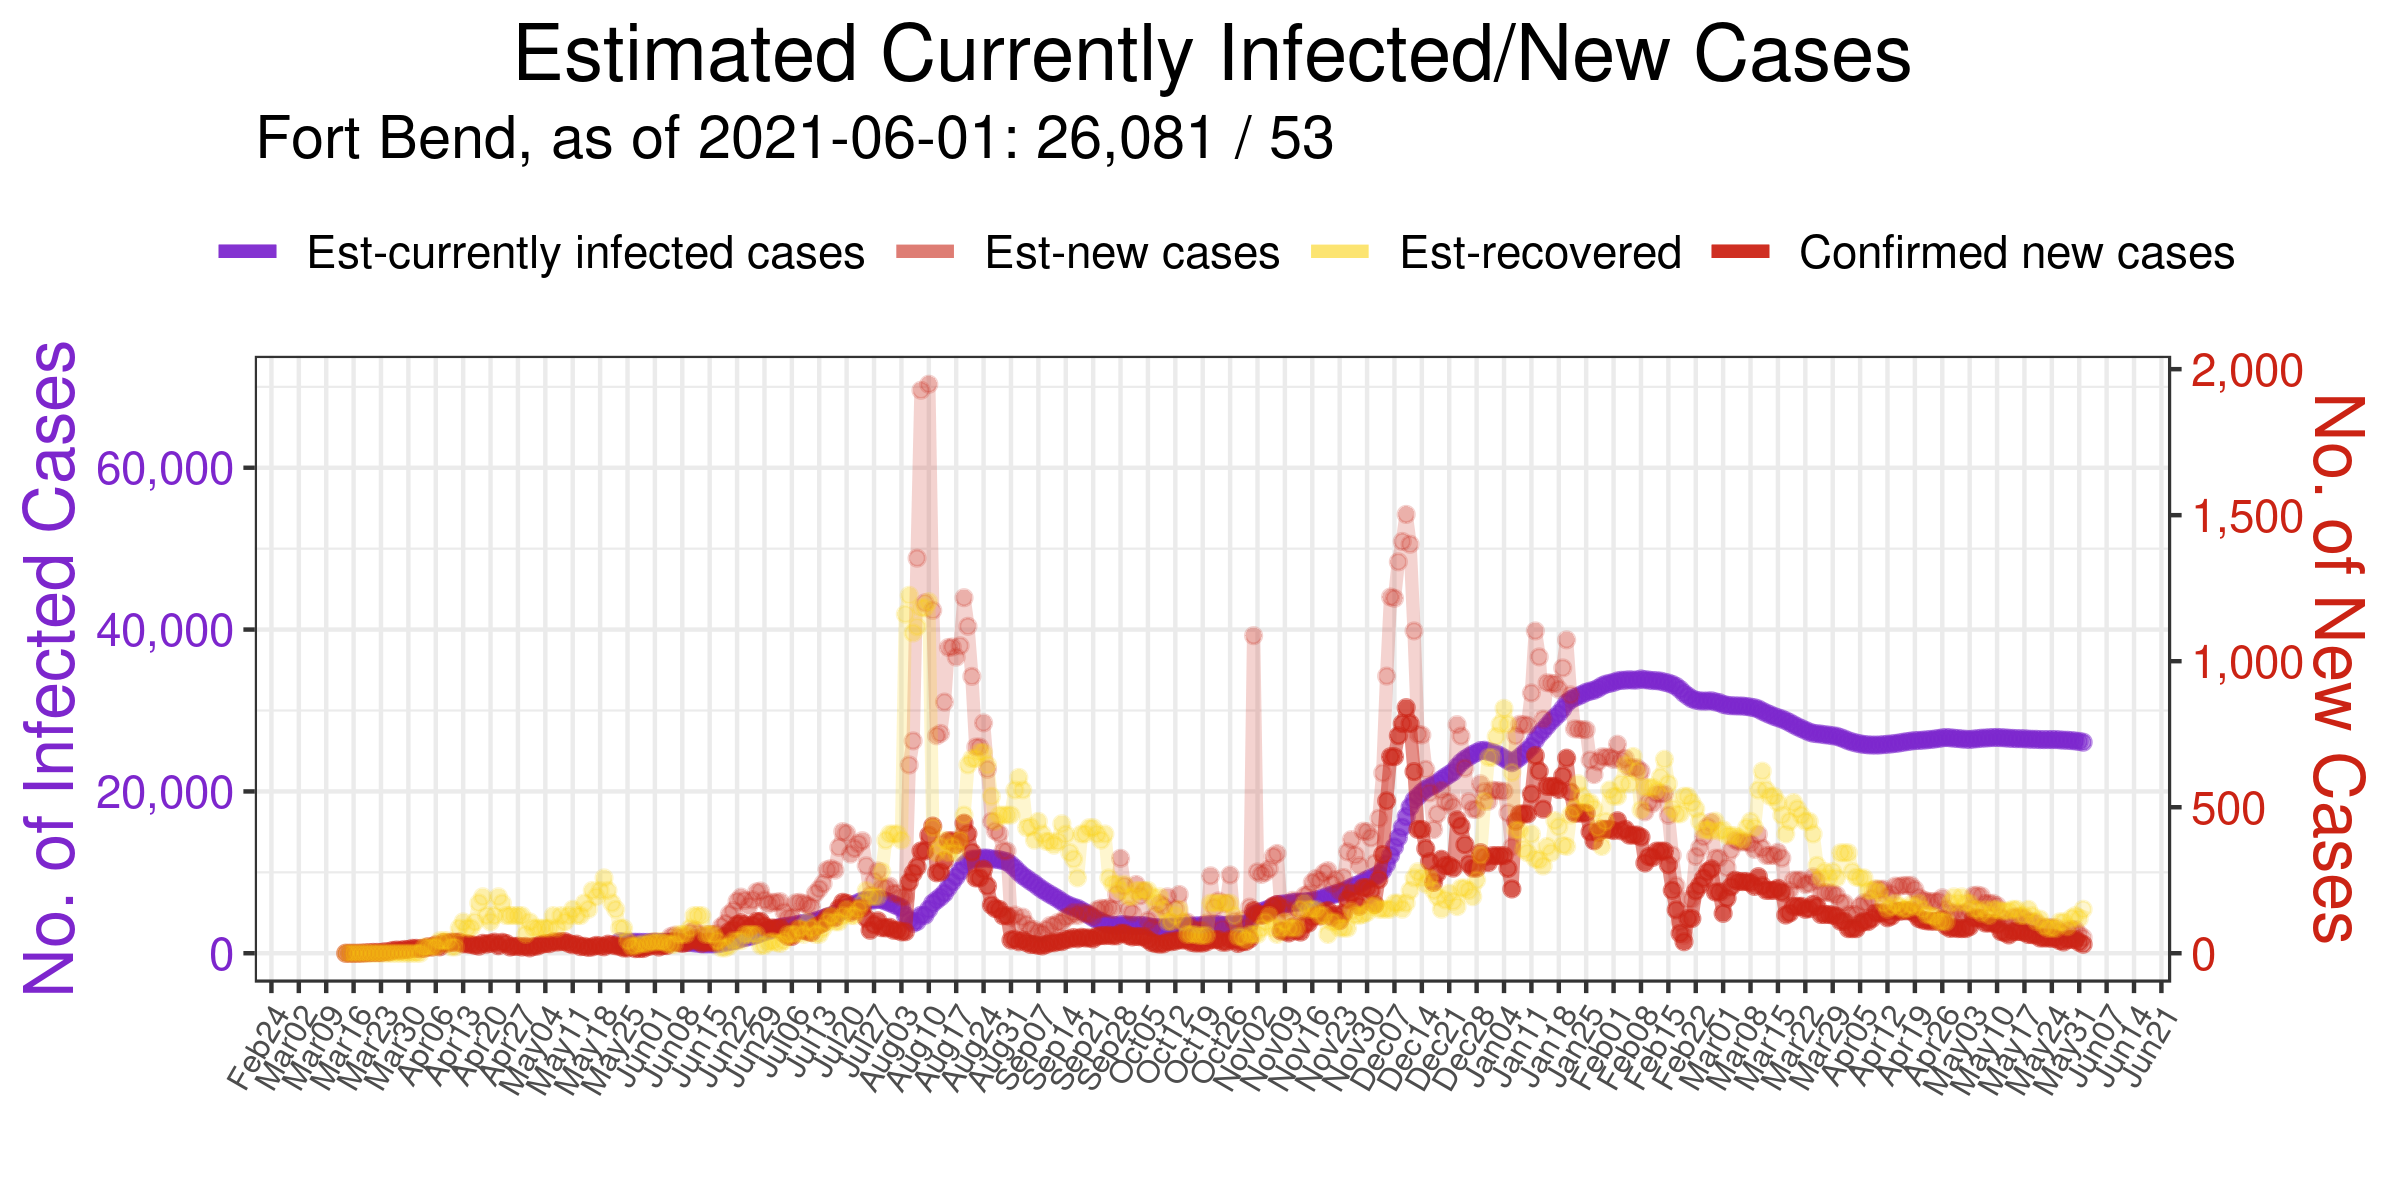 Estimated Currently Infected/New Cases
Fort Bend, as of 2021-06-01: 26,081 / 53
Est-currently infected cases
Est-new cases
Est-recovered
Confirmed new cases
No. of Infected Cases
60,000
40,000
20,000
0
2,000
1,500
1,000
500
0
No. of New Cases
Feb24
Mar02
Mar09
Mar16
Mar23
Mar30
Apr06
Apr13
Apr20
Apr27
May04
May11
May18
May25
Jun01
Jun08
Jun15
Jun22
Jun29
Jul06
Jul13
Jul20
Jul27
Aug03
Aug10
Aug17
Aug24
Aug31
Sep07
Sep14
Sep21
Sep28
Oct05
Oct12
Oct19
Oct26
Nov02
Nov09
Nov16
Nov23
Nov30
Dec07
Dec14
Dec21
Dec28
Jan04
Jan11
Jan18
Jan25
Feb01
Feb08
Feb15
Feb22
Mar01
Mar08
Mar15
Mar22
Mar29
Apr05
Apr12
Apr19
Apr26
May03
May10
May17
May24
May31
Jun07
Jun14
Jun21